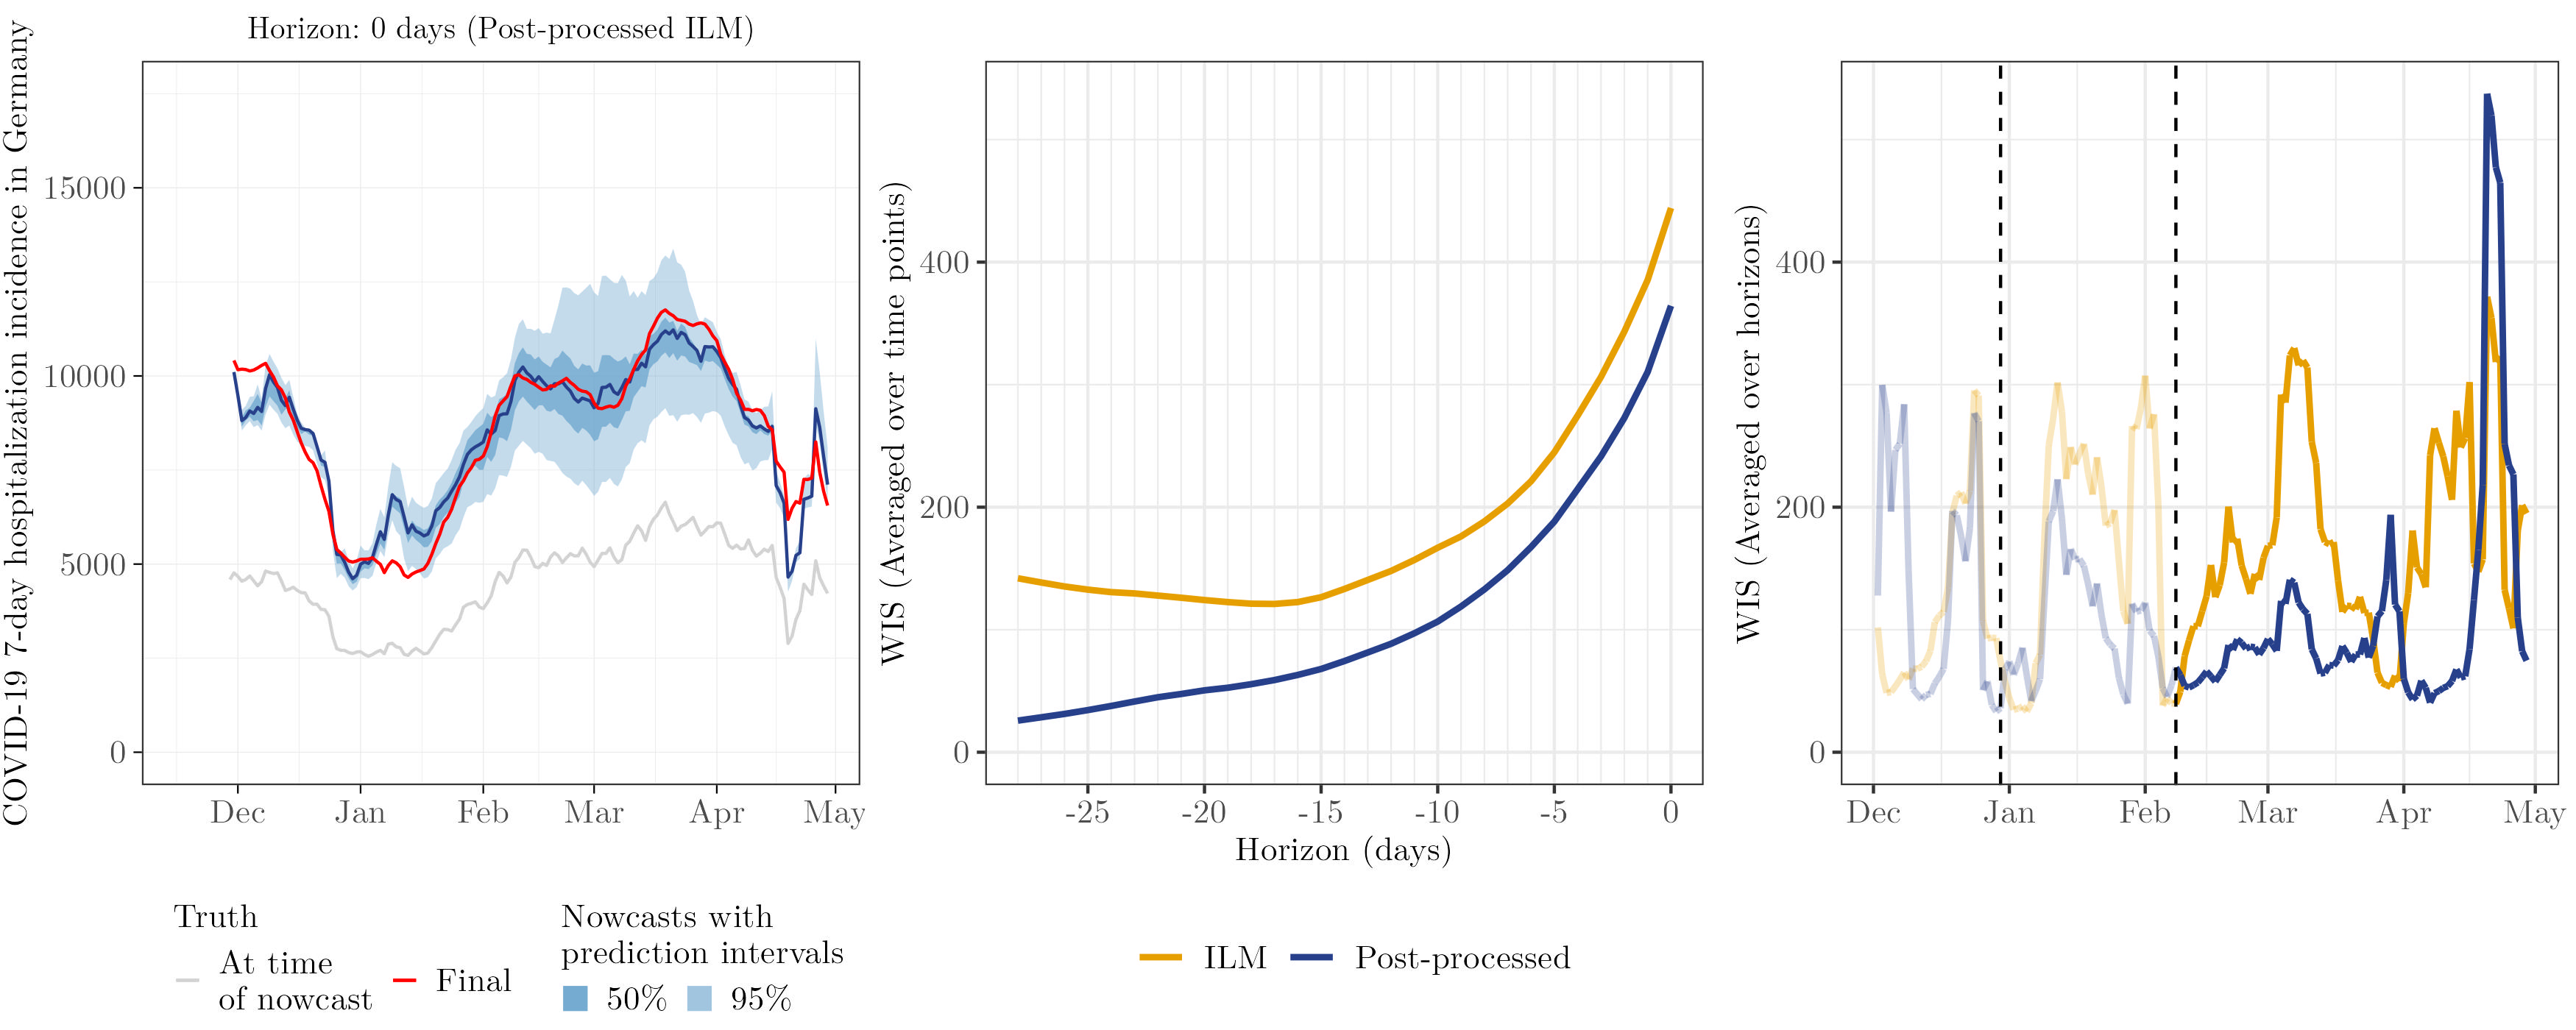 Horizon: 0 days (Post-processed ILM)
COVID-19 7-day hospitalization incidence in Germany
15000
10000
5000
0
Dec Jan Feb Mar Apr May
Truth
At time
of nowcast
Final
Nowcasts with
prediction intervals
50% 95%
WIS (Averaged over time points)
400
200
0
-25 -20 -15 -10 -5 0
Horizon (days)
WIS (Averaged over horizons)
400
200
0
Dec Jan Feb Mar Apr May
ILM Post-processed